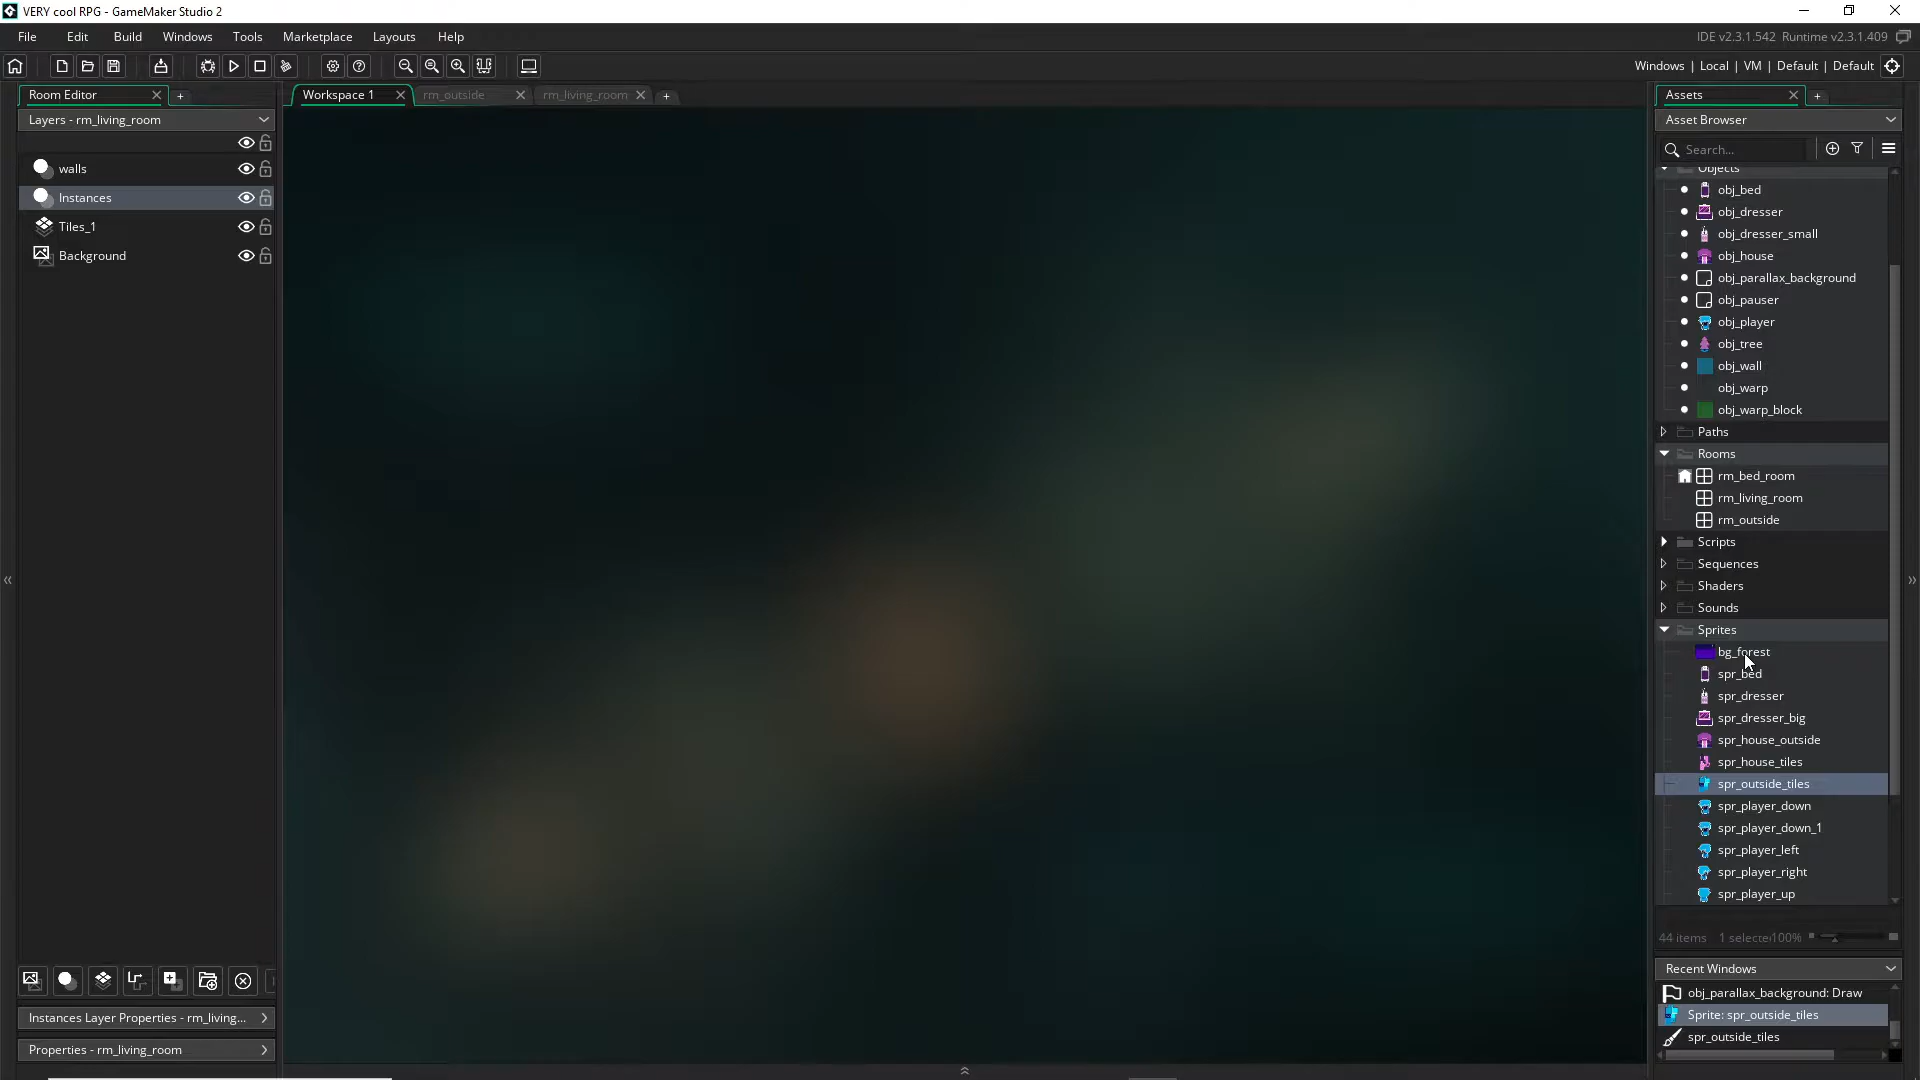 VERY cool RPG - GameMaker Studio 2
File Edit Build Windows Tools Marketplace Layouts Help
IDE v2.3.1.542 Runtime v2.3.1.409
Windows | Local | VM | Default | Default
Room Editor
Workspace 1
rm_outside
rm_living_room
Assets
Layers - rm_living_room
Asset Browser
Search...
walls
Instances
Tiles_1
Background
Objects
obj_bed
obj_dresser
obj_dresser_small
obj_house
obj_parallax_background
obj_pauser
obj_player
obj_tree
obj_wall
obj_warp
obj_warp_block
Paths
Rooms
rm_bed_room
rm_living_room
rm_outside
Scripts
Sequences
Shaders
Sounds
Sprites
bg_forest
spr_bed
spr_dresser
spr_dresser_big
spr_house_outside
spr_house_tiles
spr_outside_tiles
spr_player_down
spr_player_down_1
spr_player_left
spr_player_right
spr_player_up
44 items 1 selected 100%
Recent Windows
obj_parallax_background: Draw
Sprite: spr_outside_tiles
spr_outside_tiles
Instances Layer Properties - rm_living...
Properties - rm_living_room